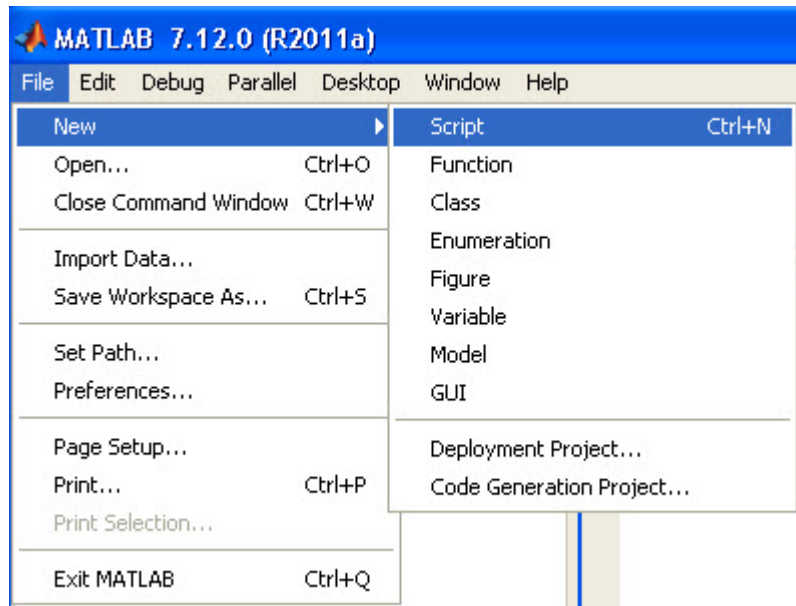 MATLAB 7.12.0 (R2011a)
File Edit Debug Parallel Desktop Window Help
New
Open... Ctrl+O
Close Command Window Ctrl+W
Import Data...
Save Workspace As... Ctrl+S
Set Path...
Preferences...
Page Setup...
Print... Ctrl+P
Print Selection...
Exit MATLAB Ctrl+Q
Script Ctrl+N
Function
Class
Enumeration
Figure
Variable
Model
GUI
Deployment Project...
Code Generation Project...